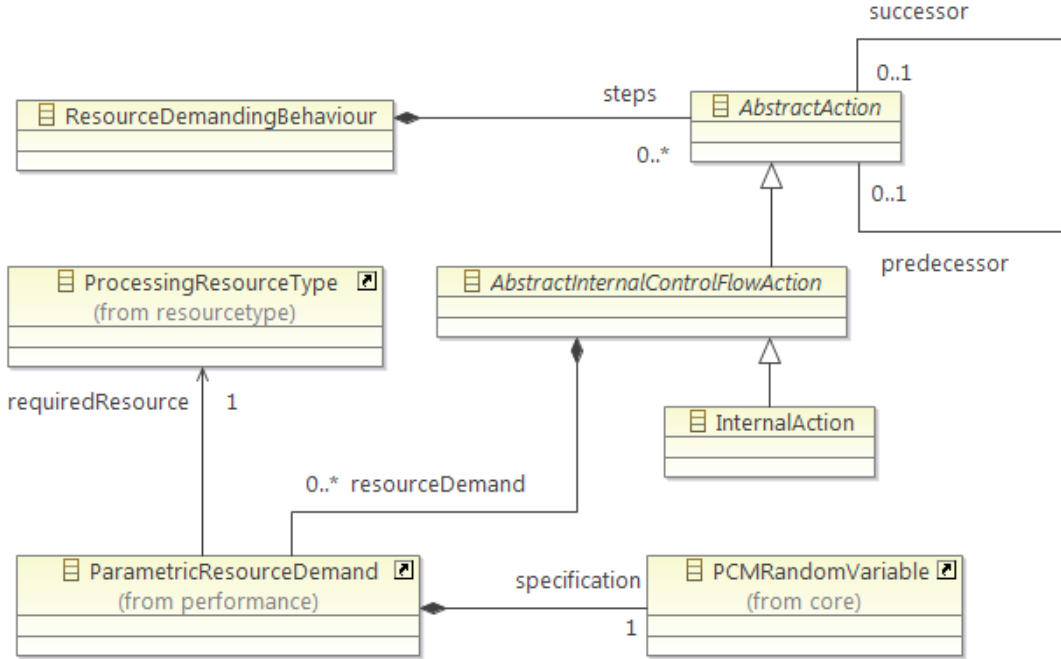 successor
0..1
steps
AbstractAction
ResourceDemandingBehaviour
0..*
0..1
predecessor
ProcessingResourceType
(from resourcetype)
AbstractInternalControlFlowAction
requiredResource 1
InternalAction
0..* resourceDemand
ParametricResourceDemand
(from performance)
specification
1
PCMRandomVariable
(from core)